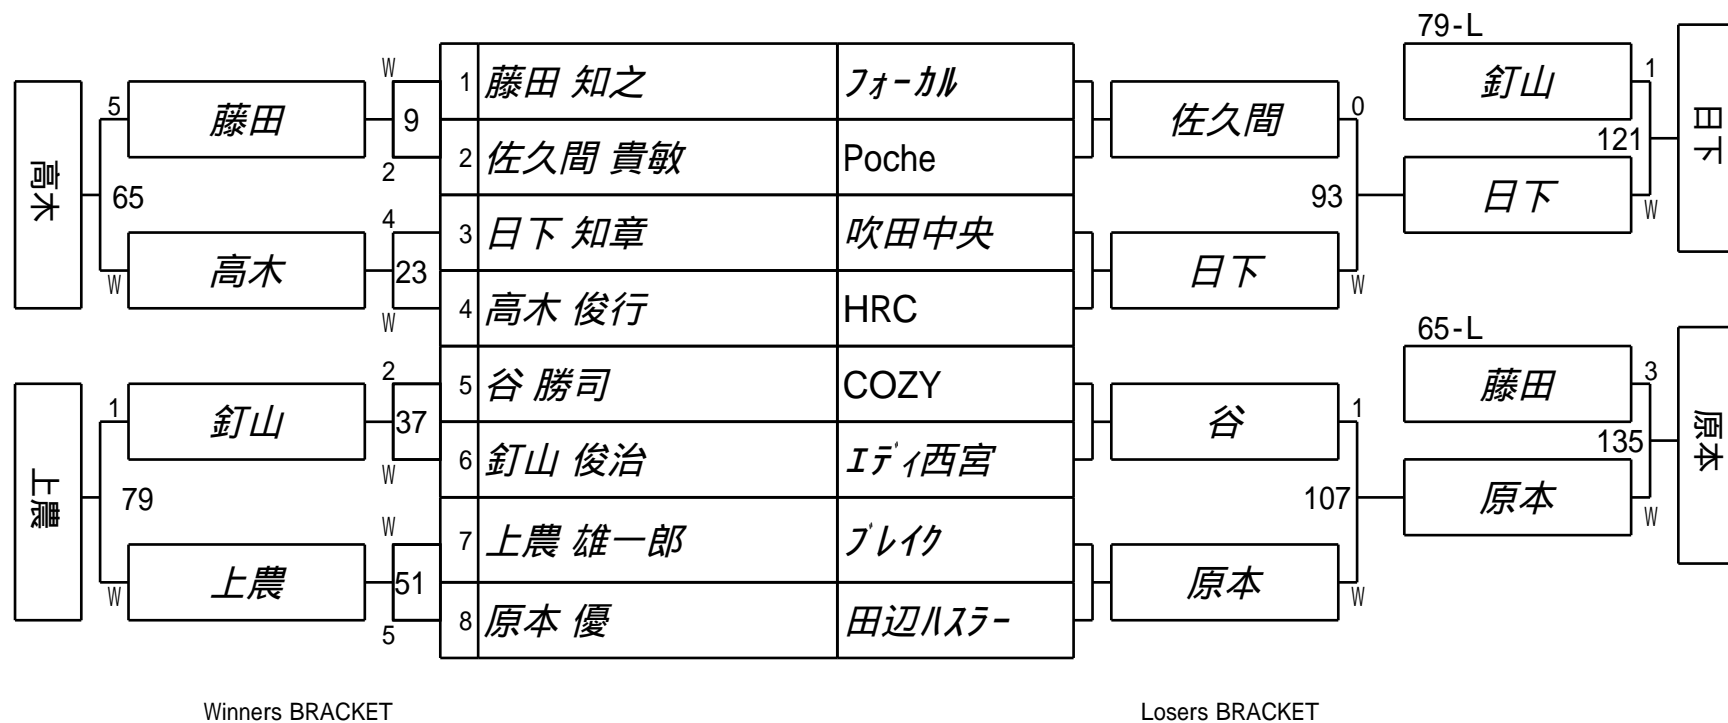 79-L
W
1 藤田 知之 フォーカル
釘山 1
5 藤田 9
佐久間 0
日下
2 佐久間 貴敏 Poche
121
2
高木 65
93
日下 W
4
3 日下 知章 吹田中央
W 高木 23
日下 W
4 高木 俊行 HRC
W
65-L
2
5 谷 勝司 COZY
藤田 3
1 釘山 37
谷 1
原本
6 釘山 俊治 エディ西宮
135
W
上農 79
107
原本 W
W
7 上農 雄一郎 ブレイク
W 上農 51
原本 W
8 原本 優 田辺ハスラー
5
Winners BRACKET
Losers BRACKET